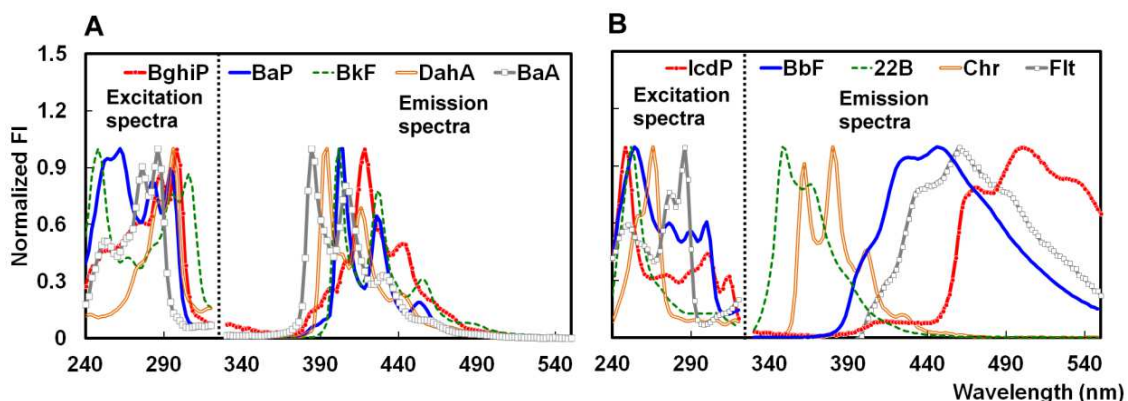 A
B
1.5
BghiP BaP BkF DahA BaA
IcdP BbF 22B Chr Flt
Excitation spectra
Emission spectra
Excitation spectra
Emission spectra
1.2
0.9
0.6
0.3
0
Normalized FI
240 290 340 390 440 490 540
240 290 340 390 440 490 540
Wavelength (nm)